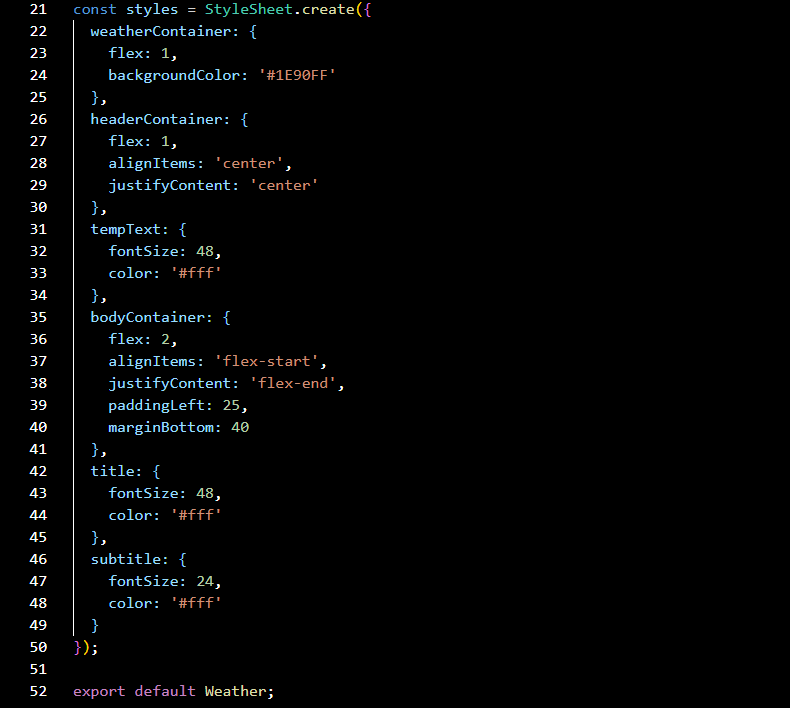 21 const styles = StyleSheet.create({
22   weatherContainer: {
23     flex: 1,
24     backgroundColor: '#1E90FF'
25   },
26   headerContainer: {
27     flex: 1,
28     alignItems: 'center',
29     justifyContent: 'center'
30   },
31   tempText: {
32     fontSize: 48,
33     color: '#fff'
34   },
35   bodyContainer: {
36     flex: 2,
37     alignItems: 'flex-start',
38     justifyContent: 'flex-end',
39     paddingLeft: 25,
40     marginBottom: 40
41   },
42   title: {
43     fontSize: 48,
44     color: '#fff'
45   },
46   subtitle: {
47     fontSize: 24,
48     color: '#fff'
49   }
50 });
51
52 export default Weather;